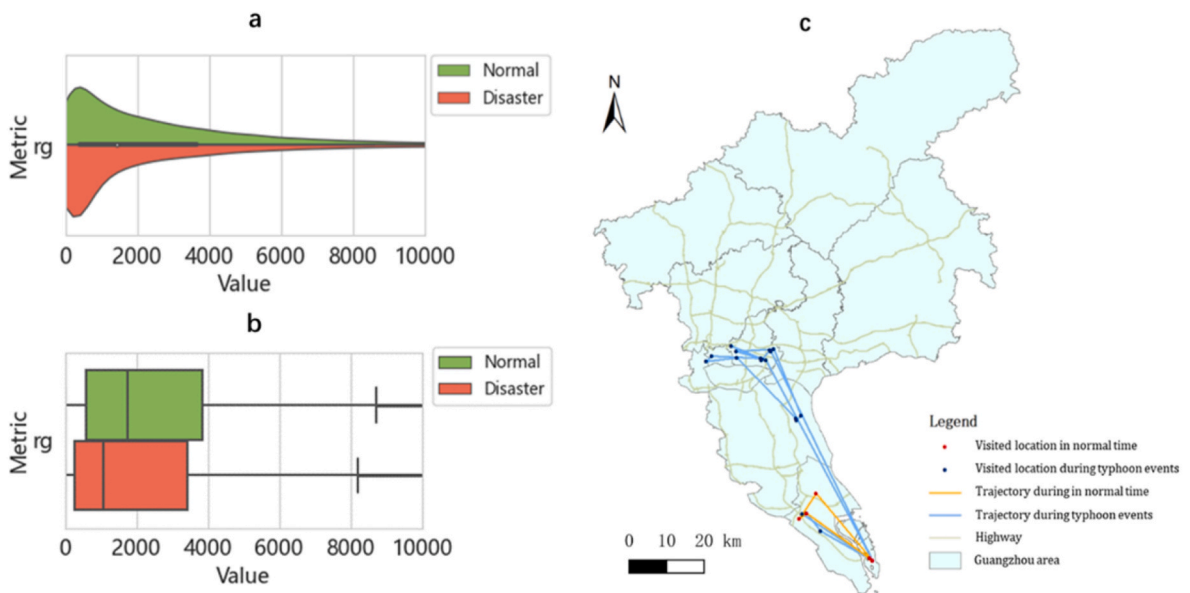 a
Normal
Disaster
Metric
rg
0 2000 4000 6000 8000 10000
Value
b
Normal
Disaster
Metric
rg
0 2000 4000 6000 8000 10000
Value
c
N
Legend
Visited location in normal time
Visited location during typhoon events
Trajectory during in normal time
Trajectory during typhoon events
Highway
Guangzhou area
0 10 20 km